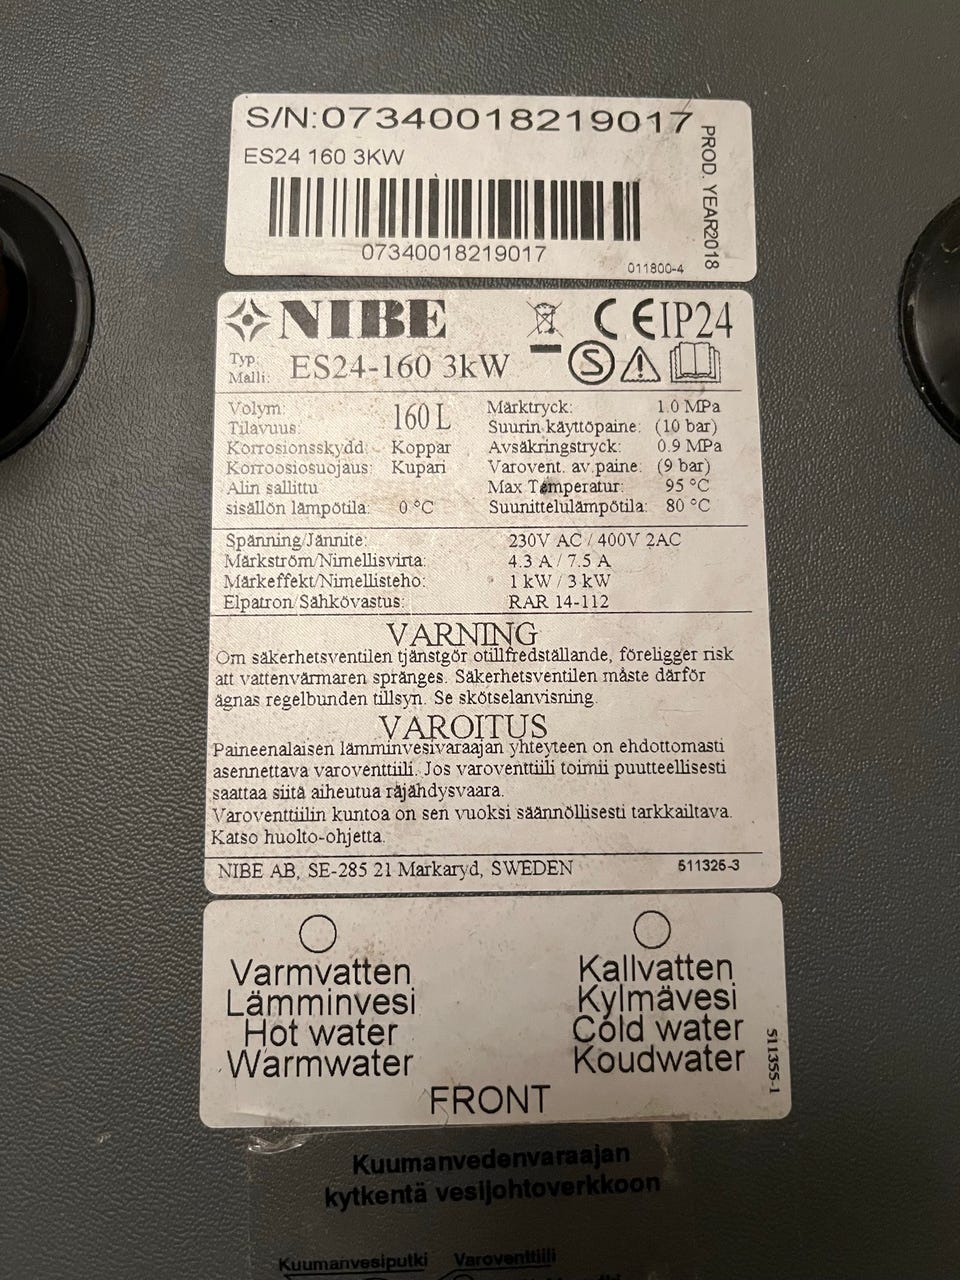 S/N:07340018219017
ES24 160 3KW
07340018219017
011800-4
PROD. YEAR2018
NIBE
CE IP24
Typ:
Malli: ES24-160 3kW
S
Volym:
Tilavuus: 160 L
Korrosionsskydd: Koppar
Korroosiosuojaus: Kupari
Alin sallittu
sisällön lämpötila: 0 °C
Märktryck: 1.0 MPa
Suurin käyttöpaine: (10 bar)
Avsäkringstryck: 0.9 MPa
Varovent. av.paine: (9 bar)
Max Temperatur: 95 °C
Suunittelulämpötila: 80 °C
Spänning/Jännite: 230V AC / 400V 2AC
Märkström/Nimellisvirta: 4.3 A / 7.5 A
Märkeffekt/Nimellisteho: 1 kW / 3 kW
Elpatron/Sähkövastus: RAR 14-112
VARNING
Om säkerhetsventilen tjänstgör otillfredställande, föreligger risk
att vattenvärmaren spränges. Säkerhetsventilen måste därför
ägnas regelbunden tillsyn. Se skötselanvisning.
VAROITUS
Paineenalaisen lämminvesivaraajan yhteyteen on ehdottomasti
asennettava varoventtiili. Jos varoventtiili toimii puutteellisesti
saattaa siitä aiheutua räjähdysvaara.
Varoventtiilin kuntoa on sen vuoksi säännöllisesti tarkkailtava.
Katso huolto-ohjetta.
NIBE AB, SE-285 21 Markaryd, SWEDEN 511326-3
Varmvatten
Lämminvesi
Hot water
Warmwater
Kallvatten
Kylmävesi
Cold water
Koudwater
FRONT
511355-1
Kuumanvedenvaraajan
kytkentä vesijohtoverkkoon
Kuumanvesiputki Varoventtiili